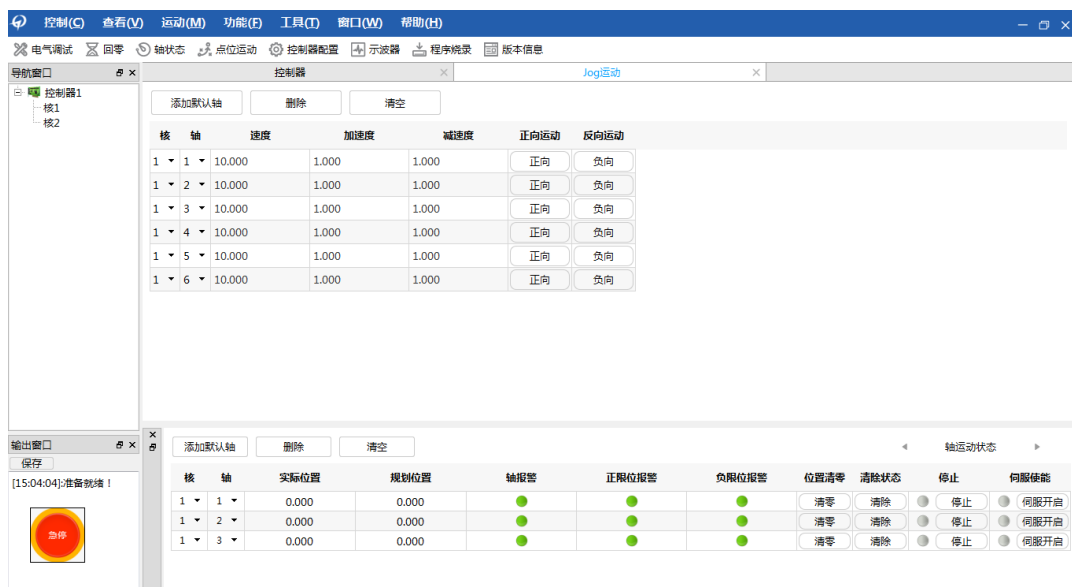 控制(C) 查看(V) 运动(M) 功能(F) 工具(T) 窗口(W) 帮助(H)
电气调试 回零 轴状态 点位运动 控制器配置 示波器 程序烧录 版本信息
导航窗口 控制器 Jog运动
控制器1
核1
核2
添加默认轴 删除 清空
核 轴 速度 加速度 减速度 正向运动 反向运动
1 1 10.000 1.000 1.000 正向 负向
1 2 10.000 1.000 1.000 正向 负向
1 3 10.000 1.000 1.000 正向 负向
1 4 10.000 1.000 1.000 正向 负向
1 5 10.000 1.000 1.000 正向 负向
1 6 10.000 1.000 1.000 正向 负向
输出窗口
保存
[15:04:04]:准备就绪！
急停
添加默认轴 删除 清空 轴运动状态
核 轴 实际位置 规划位置 轴报警 正限位报警 负限位报警 位置清零 清除状态 停止 伺服使能
1 1 0.000 0.000 清零 清除 停止 伺服开启
1 2 0.000 0.000 清零 清除 停止 伺服开启
1 3 0.000 0.000 清零 清除 停止 伺服开启